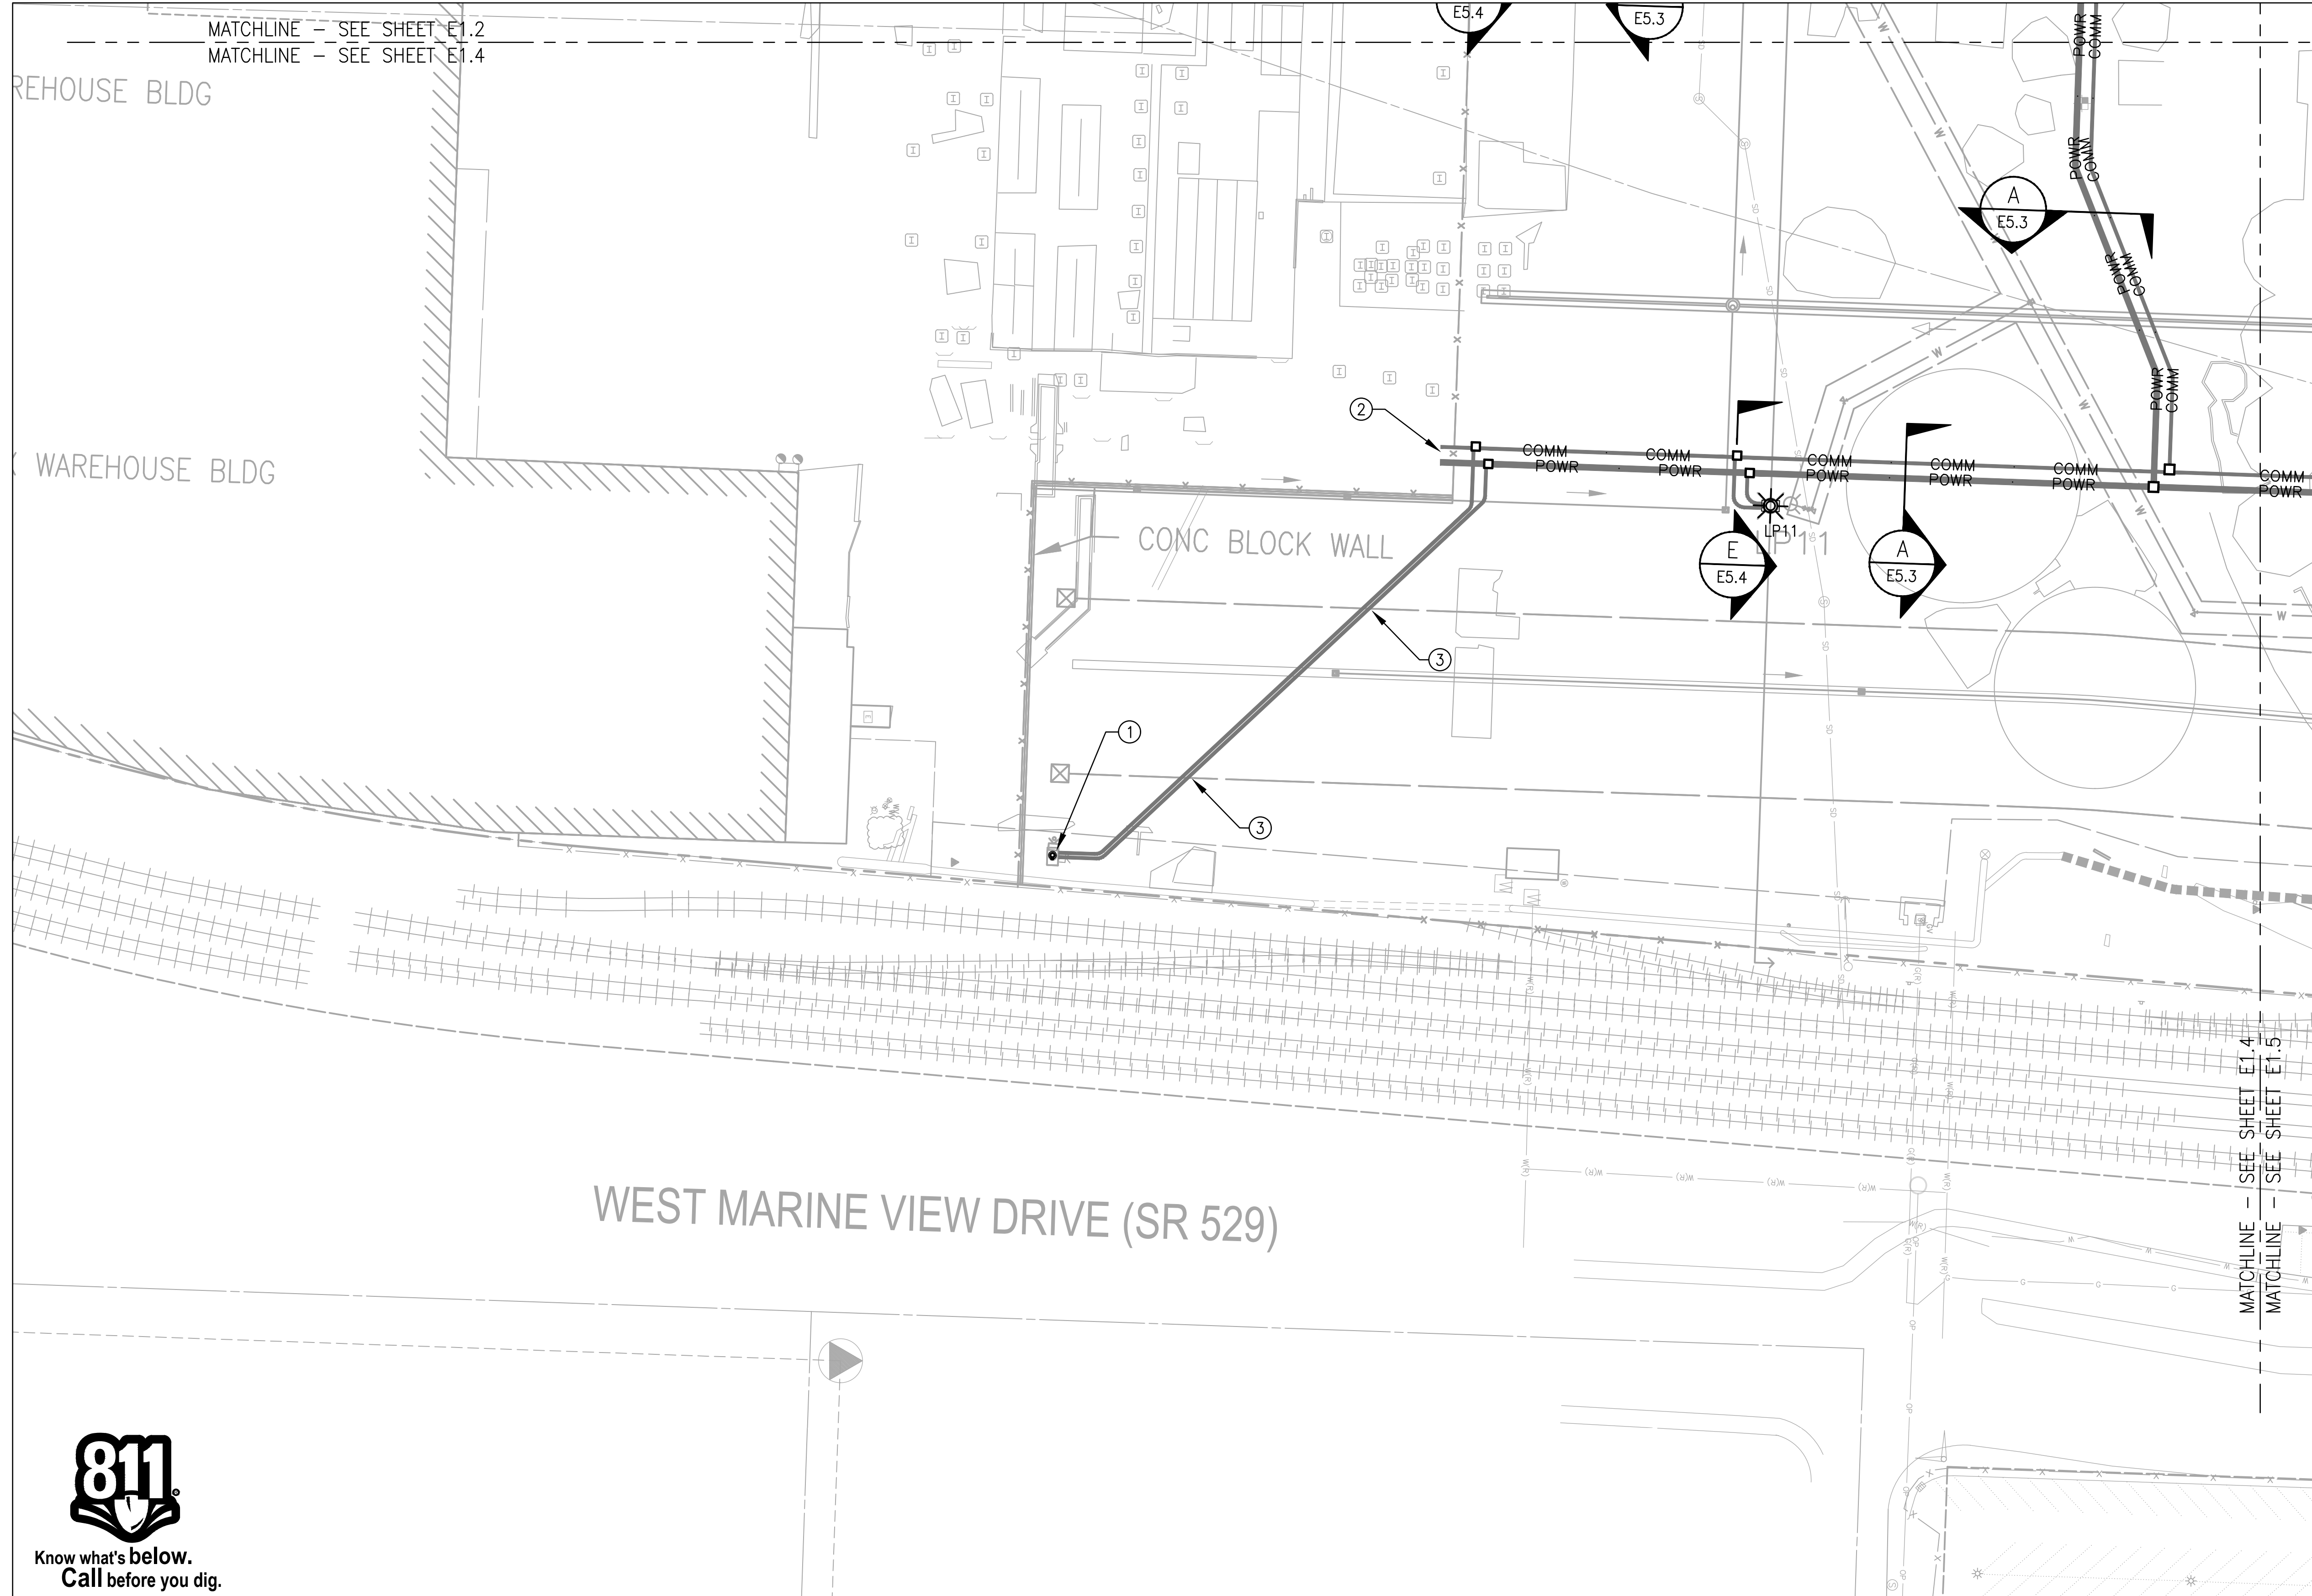 MATCHLINE - SEE SHEET E1.2
MATCHLINE - SEE SHEET E1.4
E5.4
E5.3
POWR
COMM
REHOUSE BLDG
POWR
COMM
A
E5.3
POWR
COMM
POWR
COMM
2
COMM COMM COMM COMM COMM COMM
POWR POWR POWR POWR POWR POWR
WAREHOUSE BLDG
LP11
LP11
CONC BLOCK WALL
E
E5.4
A
E5.3
3
1
3
W(R)
G(R)
W(R)
SD
W
MATCHLINE - SEE SHEET E1.4
MATCHLINE - SEE SHEET E1.5
WEST MARINE VIEW DRIVE (SR 529)
W(R) W(R) W(R) W(R)
G G G G
OP
811
Know what's below.
Call before you dig.